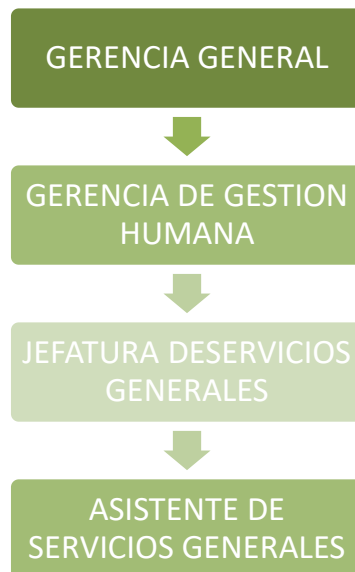 GERENCIA GENERAL
GERENCIA DE GESTION
HUMANA
JEFATURA DESERVICIOS
GENERALES
ASISTENTE DE
SERVICIOS GENERALES